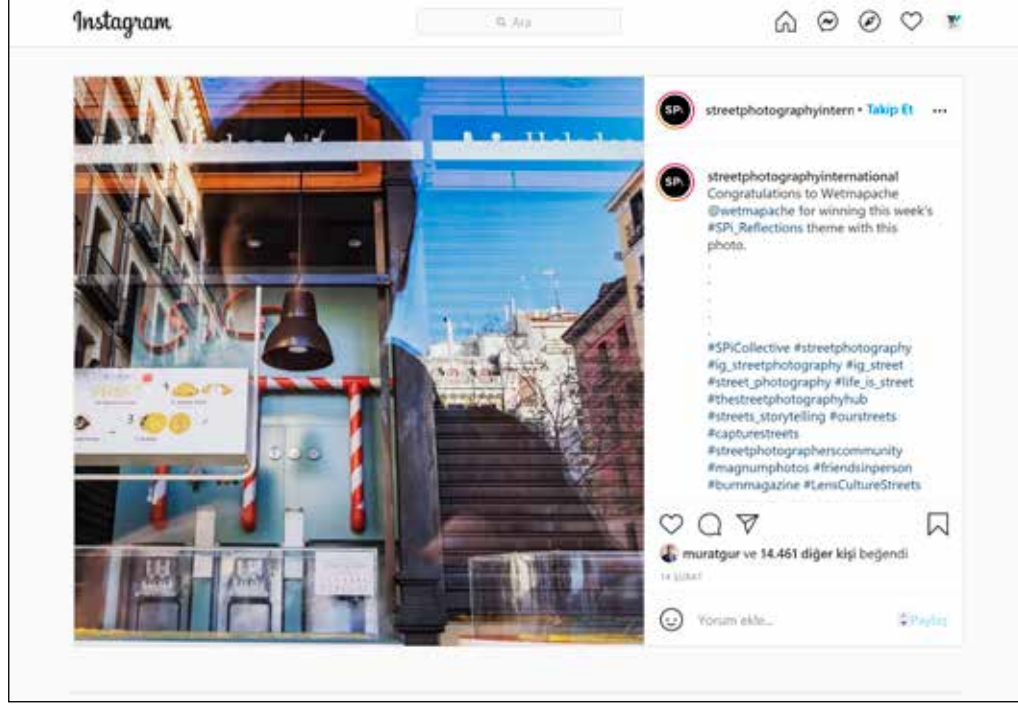 Instagram
Ara
SPi
streetphotographyintern • Takip Et
SPi
streetphotographyinternational
Congratulations to Wetmapache
@wetmapache for winning this week's
#SPi_Reflections theme with this
photo.
.
.
.
.
.
#SPiCollective #streetphotography
#ig_streetphotography #ig_street
#street_photography #life_is_street
#thestreetphotographyhub
#streets_storytelling #ourstreets
#capturestreets
#streetphotographerscommunity
#magnumphotos #friendsinperson
#burnmagazine #LensCultureStreets
3
muratgur ve 14.461 diğer kişi beğendi
14 ŞUBAT
Yorum ekle...
Paylaş